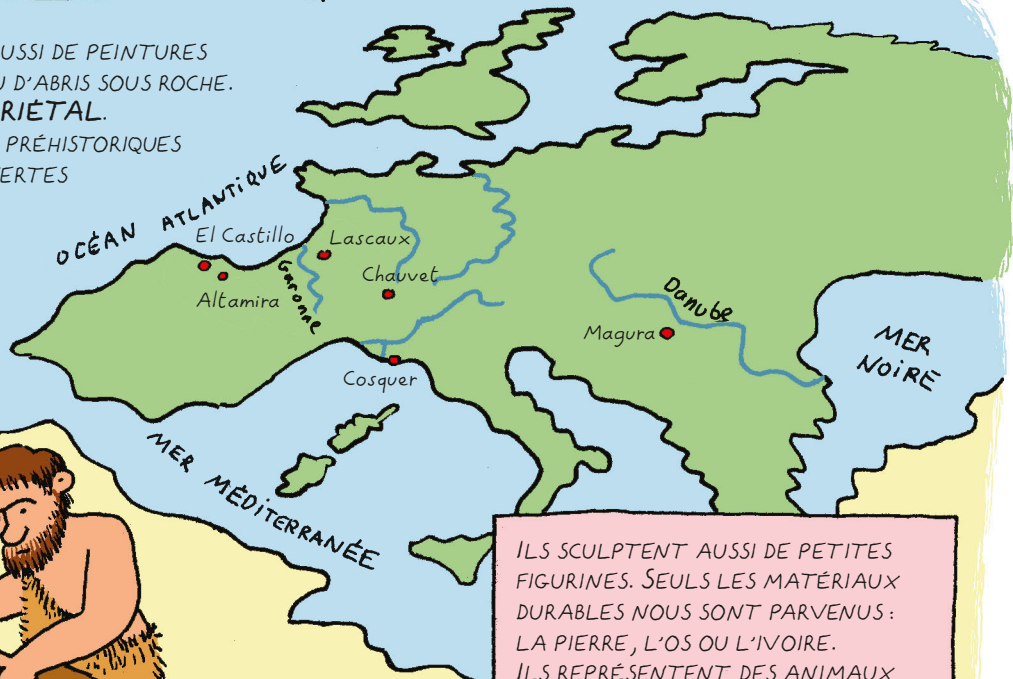 USSI DE PEINTURES
U D'ABRIS SOUS ROCHE.
RIÉTAL.
PRÉHISTORIQUES
ERTES
OCÉAN ATLANTIQUE
El Castillo
Lascaux
Altamira
Garonne
Chauvet
Danube
Magura
MER
NOIRE
Cosquer
MER MÉDITERRANÉE
ILS SCULPTENT AUSSI DE PETITES
FIGURINES. SEULS LES MATÉRIAUX
DURABLES NOUS SONT PARVENUS :
LA PIERRE, L'OS OU L'IVOIRE.
ILS REPRÉSENTENT DES ANIMAUX